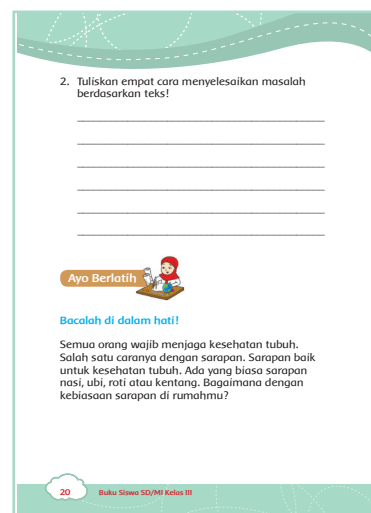 2. Tuliskan empat cara menyelesaikan masalah
berdasarkan teks!
Ayo Berlatih
Bacalah di dalam hati!
Semua orang wajib menjaga kesehatan tubuh.
Salah satu caranya dengan sarapan. Sarapan baik
untuk kesehatan tubuh. Ada yang biasa sarapan
nasi, ubi, roti atau kentang. Bagaimana dengan
kebiasaan sarapan di rumahmu?
20 Buku Siswa SD/MI Kelas III